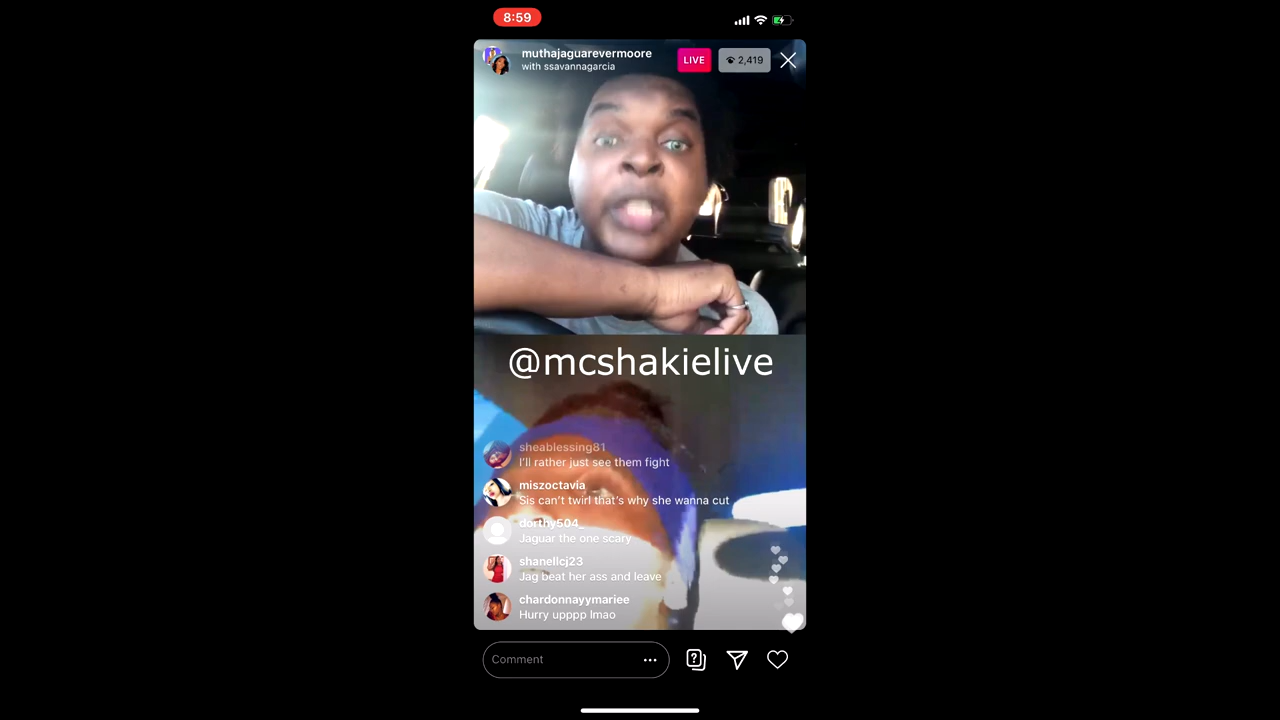 8:59
muthajaguarevermoore
with ssavannagarcia
LIVE
2,419
@mcshakielive
sheablessing81
I'll rather just see them fight
miszoctavia
Sis can't twirl that's why she wanna cut
dorthy504_
Jaguar the one scary
shanellcj23
Jag beat her ass and leave
chardonnayymariee
Hurry upppp lmao
Comment